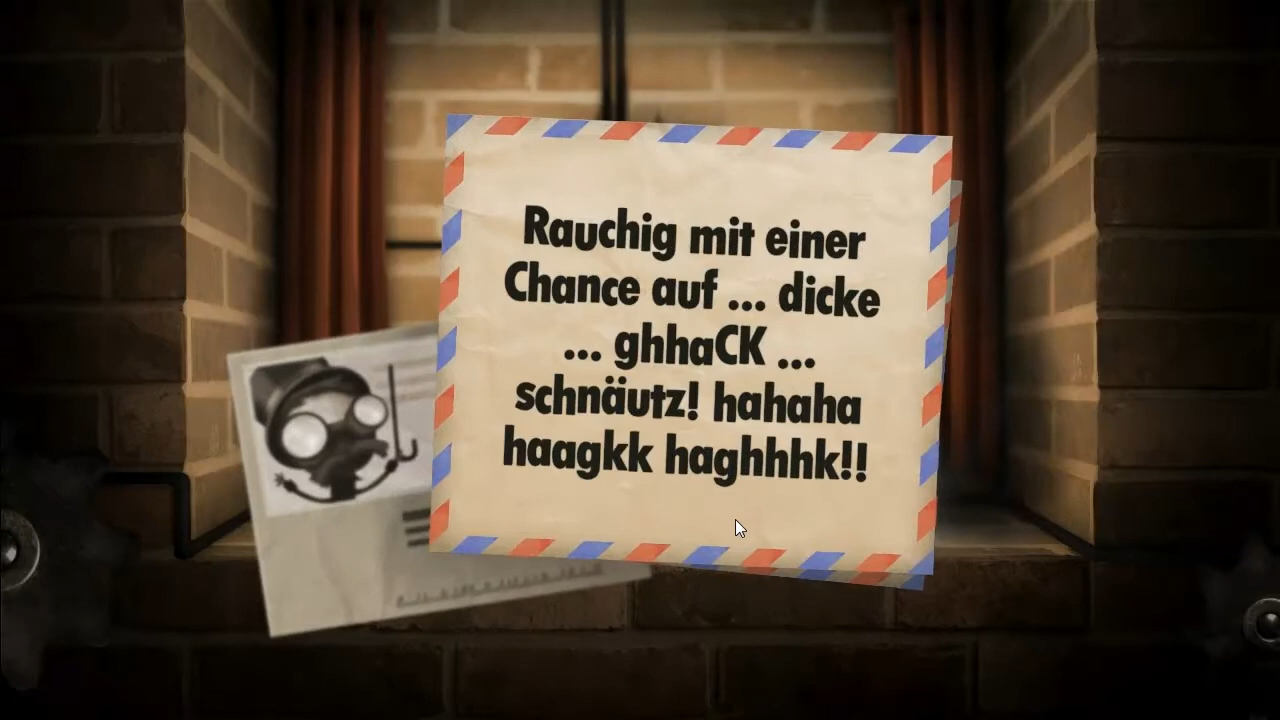 Rauchig mit einer
Chance auf ... dicke
... ghhaCK ...
schnäutz! hahaha
haagkk haghhhk!!